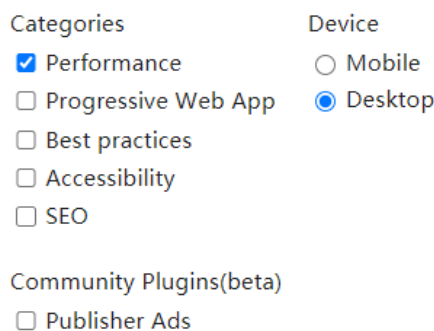 Categories
Performance
Progressive Web App
Best practices
Accessibility
SEO
Community Plugins(beta)
Publisher Ads
Device
Mobile
Desktop